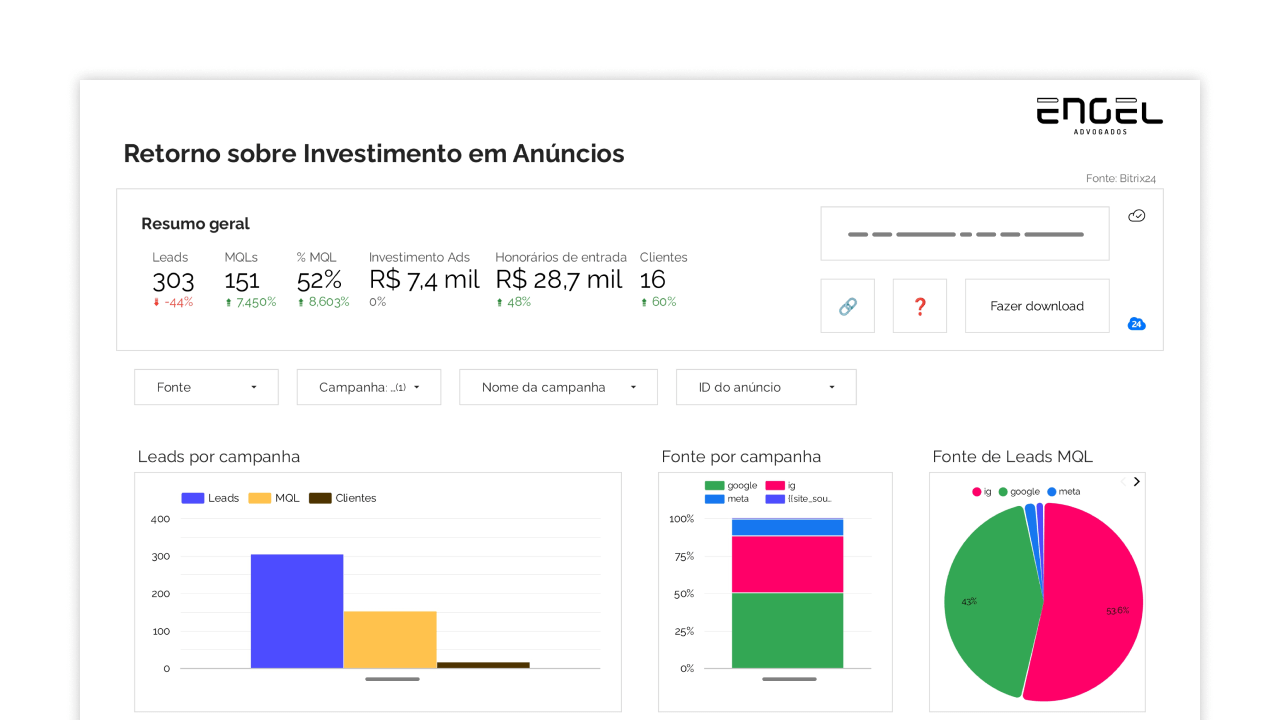 ENGEL
ADVOGADOS
Retorno sobre Investimento em Anúncios
Fonte: Bitrix24
Resumo geral
Leads MQLs % MQL Investimento Ads Honorários de entrada Clientes
303 151 52% R$ 7,4 mil R$ 28,7 mil 16
-44% 7.450% 8.603% 0% 48% 60%
Fazer download
24
Fonte Campanha: ...(1) Nome da campanha ID do anúncio
Leads por campanha
Leads MQL Clientes
400
300
200
100
0
Fonte por campanha
google ig
meta {{site_sou...
100%
75%
50%
25%
0%
Fonte de Leads MQL
ig google meta
43%
53,6%